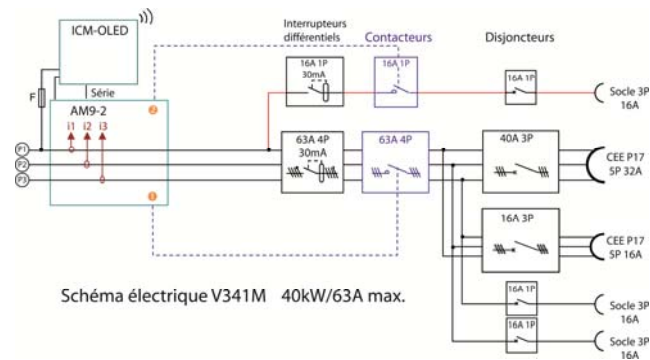 ICM-OLED
Interrupteurs
différentiels
Contacteurs
Disjoncteurs
16A 1P
30mA
16A 1P
16A 1P
Socle 3P
16A
F
Série
AM9-2
2
i1 i2 i3
P1
P2
P3
1
63A 4P
30mA
63A 4P
40A 3P
CEE P17
5P 32A
16A 3P
CEE P17
5P 16A
16A 1P
Socle 3P
16A
16A 1P
Socle 3P
16A
Schéma électrique V341M 40kW/63A max.